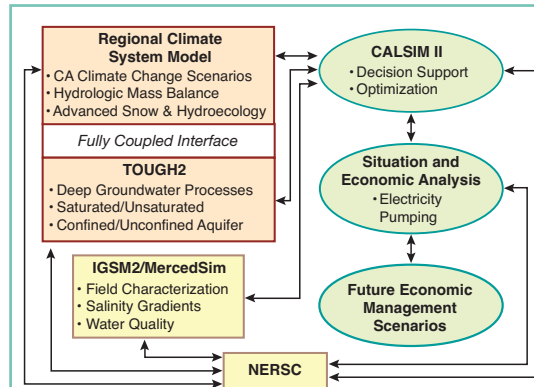 Regional Climate
System Model
• CA Climate Change Scenarios
• Hydrologic Mass Balance
• Advanced Snow & Hydroecology
Fully Coupled Interface
TOUGH2
• Deep Groundwater Processes
• Saturated/Unsaturated
• Confined/Unconfined Aquifer
IGSM2/MercedSim
• Field Characterization
• Salinity Gradients
• Water Quality
CALSIM II
• Decision Support
• Optimization
Situation and
Economic Analysis
• Electricity
Pumping
Future Economic
Management
Scenarios
NERSC